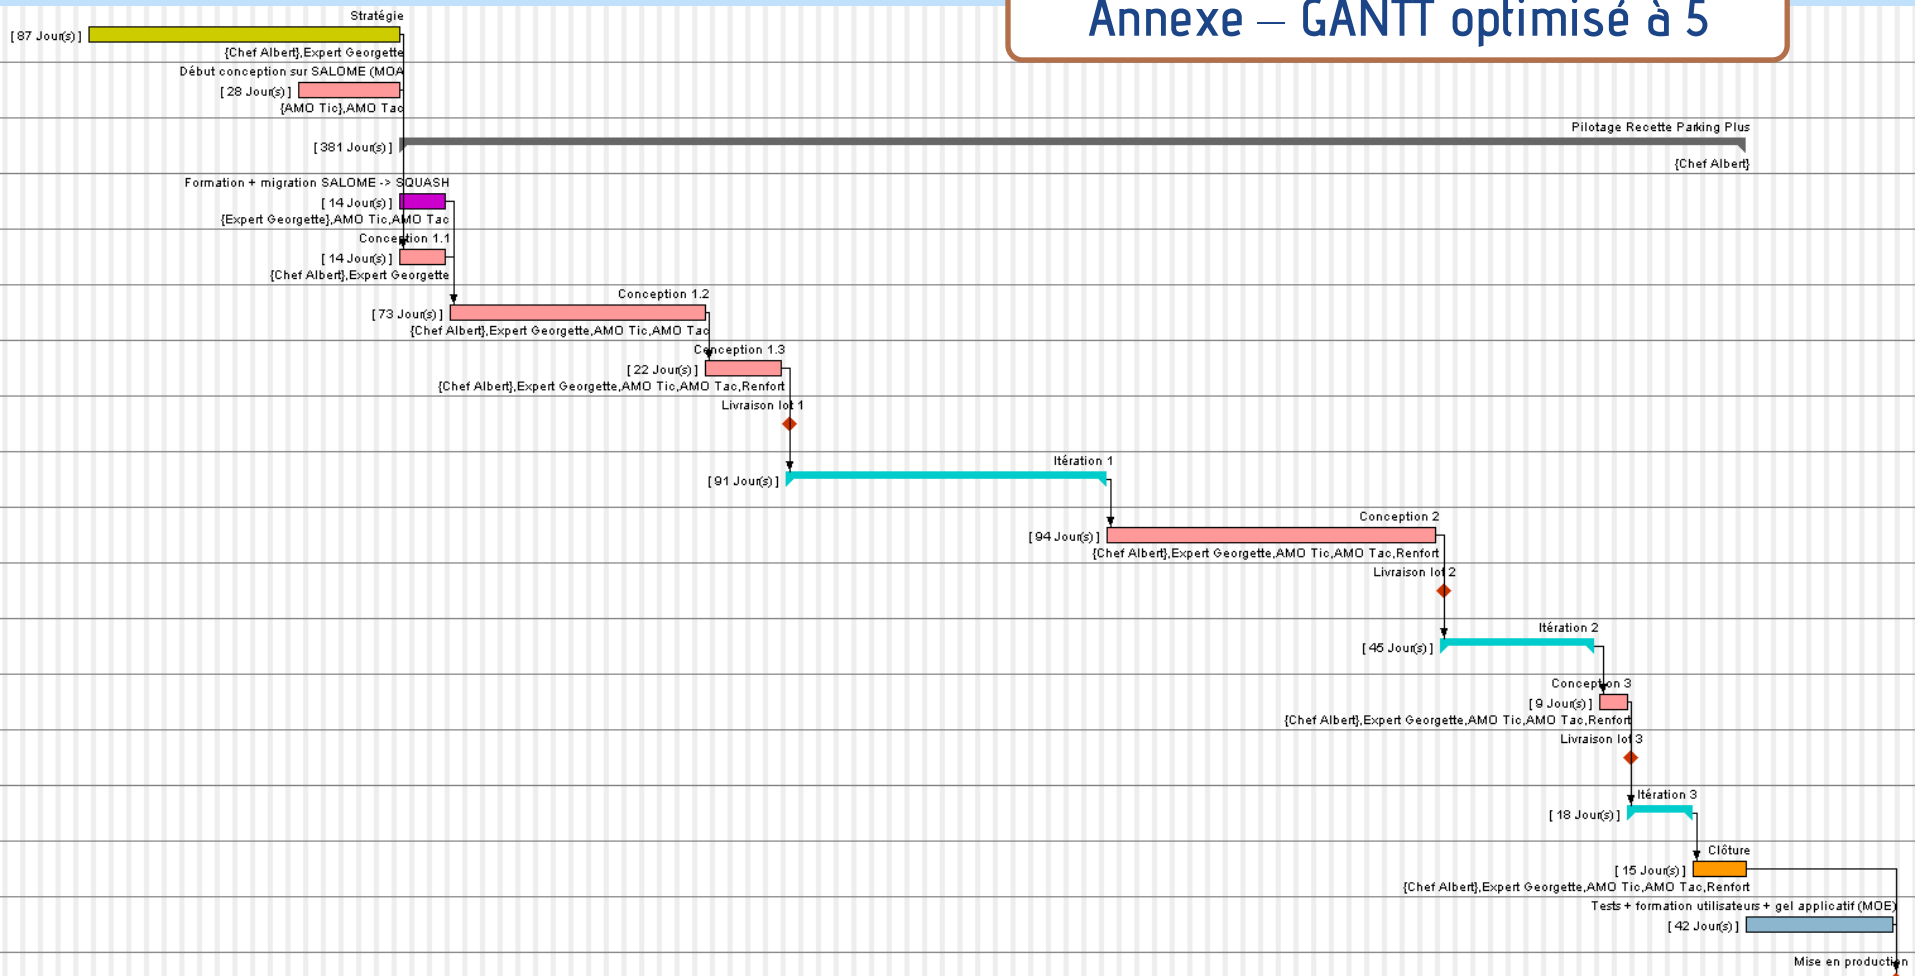 Annexe – GANTT optimisé à 5
Stratégie
[ 87 Jour(s) ]
{Chef Albert},Expert Georgette
Début conception sur SALOME (MOA
[ 28 Jour(s) ]
{AMO Tic},AMO Tac
Pilotage Recette Parking Plus
[ 381 Jour(s) ]
{Chef Albert}
Formation + migration SALOME -> SQUASH
[ 14 Jour(s) ]
{Expert Georgette},AMO Tic,AMO Tac
Conception 1.1
[ 14 Jour(s) ]
{Chef Albert},Expert Georgette
Conception 1.2
[ 73 Jour(s) ]
{Chef Albert},Expert Georgette,AMO Tic,AMO Tac
Conception 1.3
[ 22 Jour(s) ]
{Chef Albert},Expert Georgette,AMO Tic,AMO Tac,Renfort
Livraison lot 1
Itération 1
[ 91 Jour(s) ]
Conception 2
[ 94 Jour(s) ]
{Chef Albert},Expert Georgette,AMO Tic,AMO Tac,Renfort
Livraison lot 2
Itération 2
[ 45 Jour(s) ]
Conception 3
[ 9 Jour(s) ]
{Chef Albert},Expert Georgette,AMO Tic,AMO Tac,Renfort
Livraison lot 3
Itération 3
[ 18 Jour(s) ]
Clôture
[ 15 Jour(s) ]
{Chef Albert},Expert Georgette,AMO Tic,AMO Tac,Renfort
Tests + formation utilisateurs + gel applicatif (MOE)
[ 42 Jour(s) ]
Mise en production